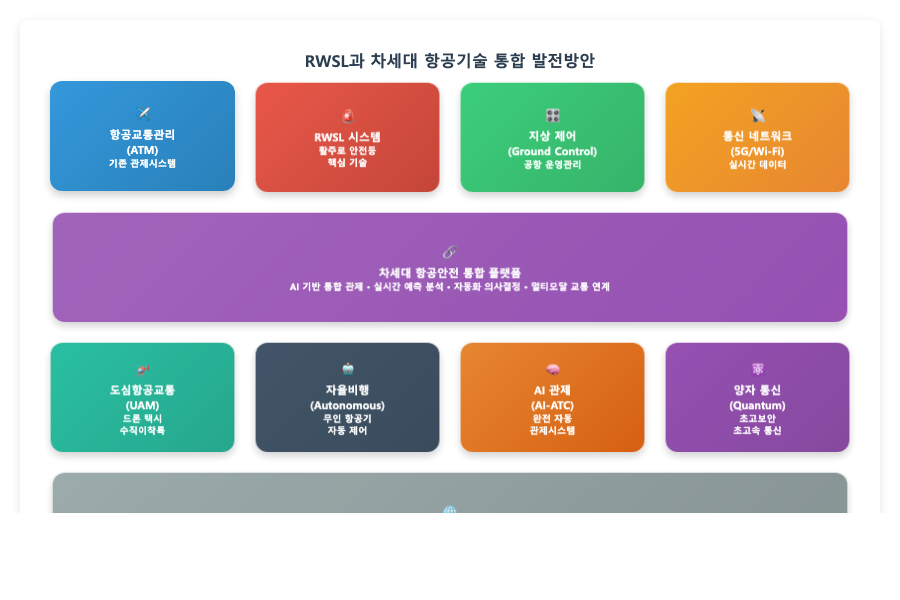 RWSL과 차세대 항공기술 통합 발전방안
항공교통관리
(ATM)
기존 관제시스템
RWSL 시스템
활주로 안전등
핵심 기술
지상 제어
(Ground Control)
공항 운영관리
통신 네트워크
(5G/Wi-Fi)
실시간 데이터
차세대 항공안전 통합 플랫폼
AI 기반 통합 관제 • 실시간 예측 분석 • 자동화 의사결정 • 멀티모달 교통 연계
도심항공교통
(UAM)
드론 택시
수직이착륙
자율비행
(Autonomous)
무인 항공기
자동 제어
AI 관제
(AI-ATC)
완전 자동
관제시스템
양자 통신
(Quantum)
초고보안
초고속 통신